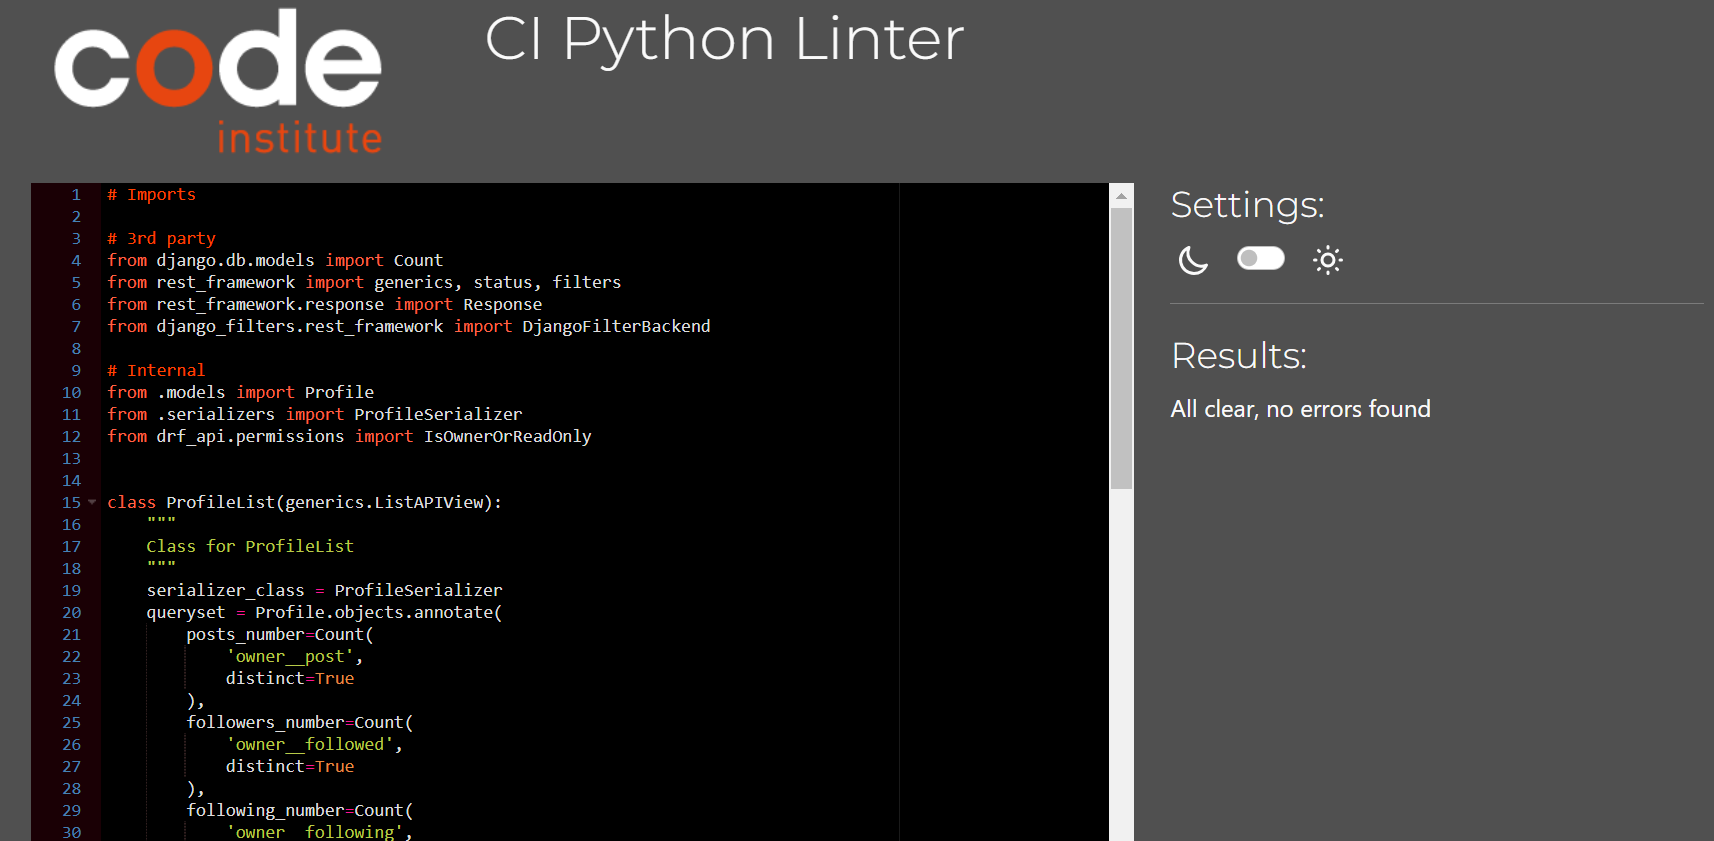 code
institute
CI Python Linter
1 # Imports
2
3 # 3rd party
4 from django.db.models import Count
5 from rest_framework import generics, status, filters
6 from rest_framework.response import Response
7 from django_filters.rest_framework import DjangoFilterBackend
8
9 # Internal
10 from .models import Profile
11 from .serializers import ProfileSerializer
12 from drf_api.permissions import IsOwnerOrReadOnly
13
14
15 class ProfileList(generics.ListAPIView):
16     """
17     Class for ProfileList
18     """
19     serializer_class = ProfileSerializer
20     queryset = Profile.objects.annotate(
21         posts_number=Count(
22             'owner__post',
23             distinct=True
24         ),
25         followers_number=Count(
26             'owner__followed',
27             distinct=True
28         ),
29         following_number=Count(
30             'owner__following',
Settings:
Results:
All clear, no errors found